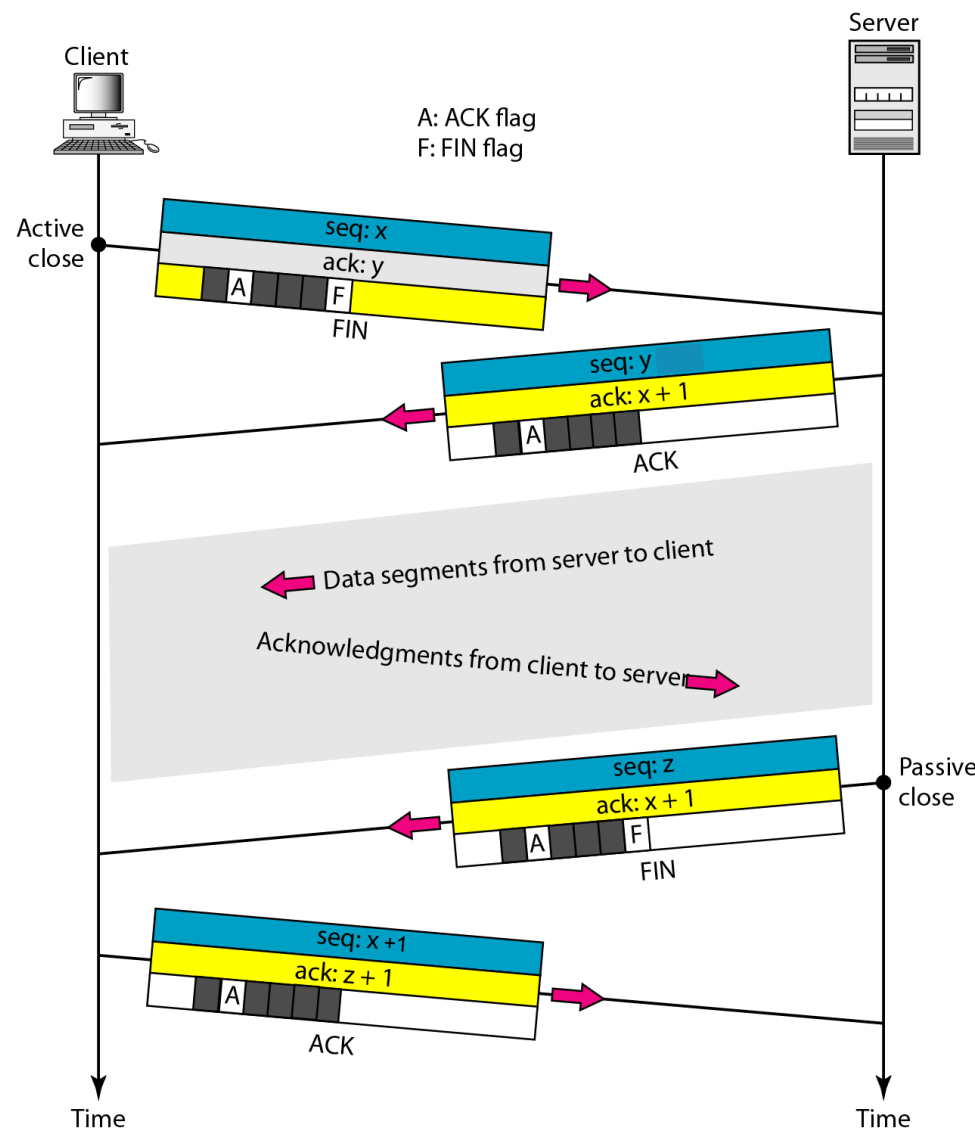 Server
Client
A: ACK flag
F: FIN flag
Active
close
seq: x
ack: y
A F
FIN
seq: y
ack: x + 1
A
ACK
Data segments from server to client
Acknowledgments from client to server
Passive
close
seq: z
ack: x + 1
A F
FIN
seq: x +1
ack: z + 1
A
ACK
Time
Time